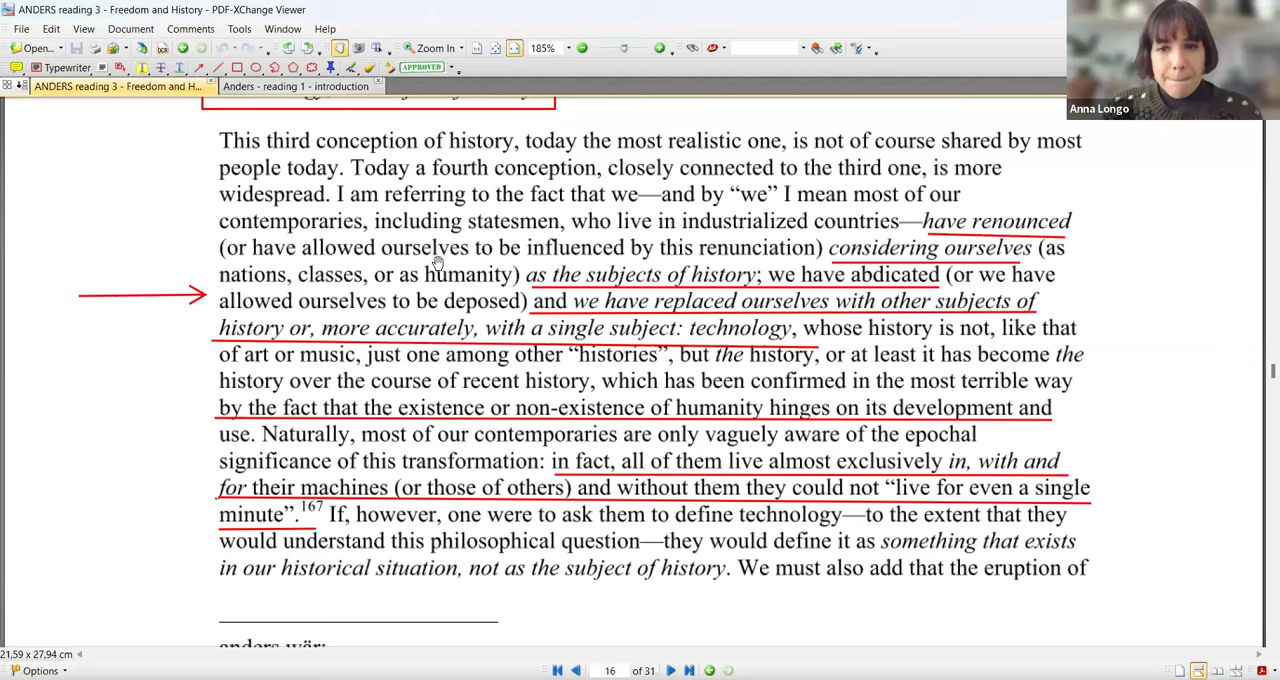 ANDERS reading 3 - Freedom and History - PDF-XChange Viewer
File Edit View Document Comments Tools Window Help
Open... Zoom In 185%
Typewriter APPROVED
ANDERS reading 3 - Freedom and H... Anders - reading 1 - introduction
Anna Longo
This third conception of history, today the most realistic one, is not of course shared by most
people today. Today a fourth conception, closely connected to the third one, is more
widespread. I am referring to the fact that we—and by “we” I mean most of our
contemporaries, including statesmen, who live in industrialized countries—have renounced
(or have allowed ourselves to be influenced by this renunciation) considering ourselves (as
nations, classes, or as humanity) as the subjects of history; we have abdicated (or we have
allowed ourselves to be deposed) and we have replaced ourselves with other subjects of
history or, more accurately, with a single subject: technology, whose history is not, like that
of art or music, just one among other “histories”, but the history, or at least it has become the
history over the course of recent history, which has been confirmed in the most terrible way
by the fact that the existence or non-existence of humanity hinges on its development and
use. Naturally, most of our contemporaries are only vaguely aware of the epochal
significance of this transformation: in fact, all of them live almost exclusively in, with and
for their machines (or those of others) and without them they could not “live for even a single
minute”.167 If, however, one were to ask them to define technology—to the extent that they
would understand this philosophical question—they would define it as something that exists
in our historical situation, not as the subject of history. We must also add that the eruption of
anders wär:
21,59 x 27,94 cm
Options 16 of 31